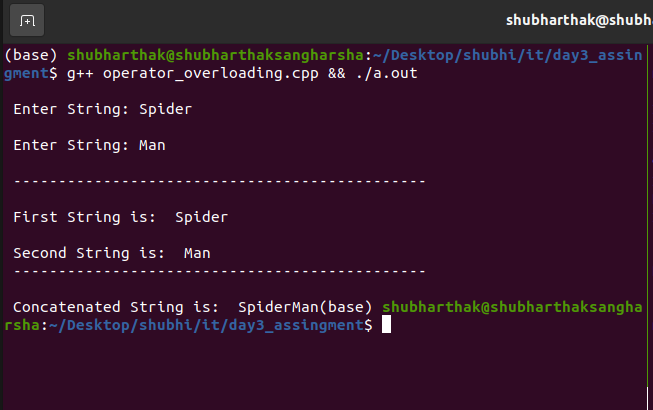 shubharthak@shubh
(base) shubharthak@shubharthaksangharsha:~/Desktop/shubhi/it/day3_assin
gment$ g++ operator_overloading.cpp && ./a.out
Enter String: Spider
Enter String: Man
----------------------------------------------
First String is:  Spider
Second String is:  Man
----------------------------------------------
Concatenated String is:  SpiderMan(base) shubharthak@shubharthaksangha
rsha:~/Desktop/shubhi/it/day3_assingment$